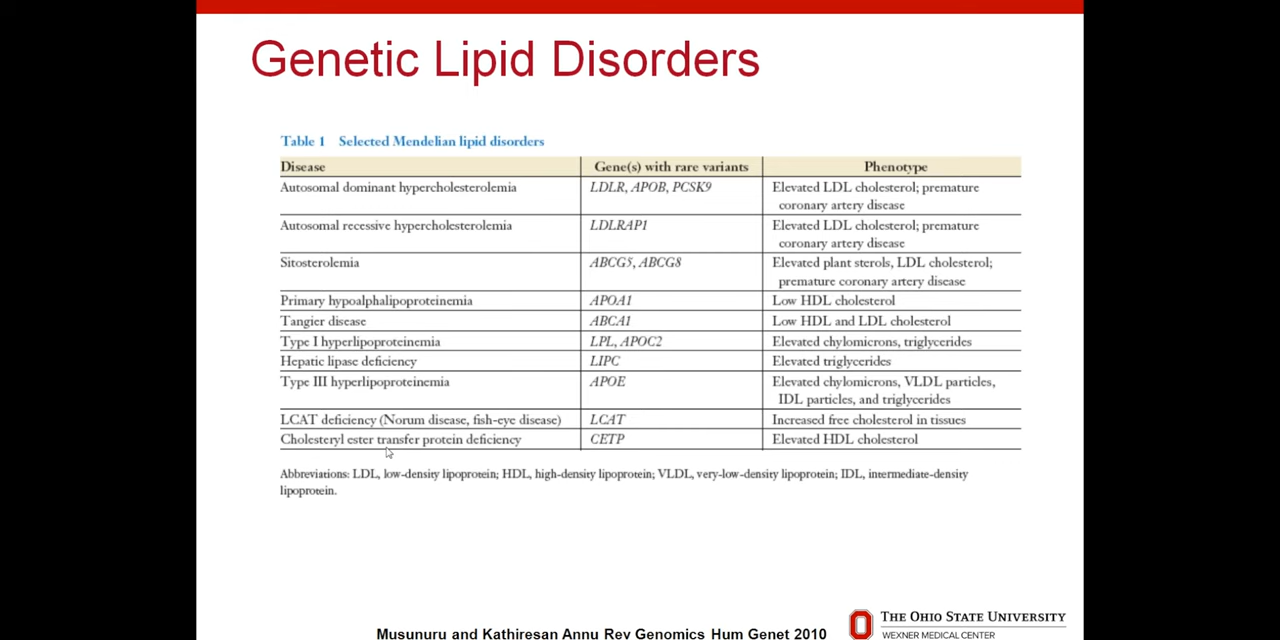 Genetic Lipid Disorders
Table 1 Selected Mendelian lipid disorders
Disease Gene(s) with rare variants Phenotype
Autosomal dominant hypercholesterolemia LDLR, APOB, PCSK9 Elevated LDL cholesterol; premature
coronary artery disease
Autosomal recessive hypercholesterolemia LDLRAP1 Elevated LDL cholesterol; premature
coronary artery disease
Sitosterolemia ABCG5, ABCG8 Elevated plant sterols, LDL cholesterol;
premature coronary artery disease
Primary hypoalphalipoproteinemia APOA1 Low HDL cholesterol
Tangier disease ABCA1 Low HDL and LDL cholesterol
Type I hyperlipoproteinemia LPL, APOC2 Elevated chylomicrons, triglycerides
Hepatic lipase deficiency LIPC Elevated triglycerides
Type III hyperlipoproteinemia APOE Elevated chylomicrons, VLDL particles,
IDL particles, and triglycerides
LCAT deficiency (Norum disease, fish-eye disease) LCAT Increased free cholesterol in tissues
Cholesteryl ester transfer protein deficiency CETP Elevated HDL cholesterol
Abbreviations: LDL, low-density lipoprotein; HDL, high-density lipoprotein; VLDL, very-low-density lipoprotein; IDL, intermediate-density
lipoprotein.
Musunuru and Kathiresan Annu Rev Genomics Hum Genet 2010
THE OHIO STATE UNIVERSITY
WEXNER MEDICAL CENTER